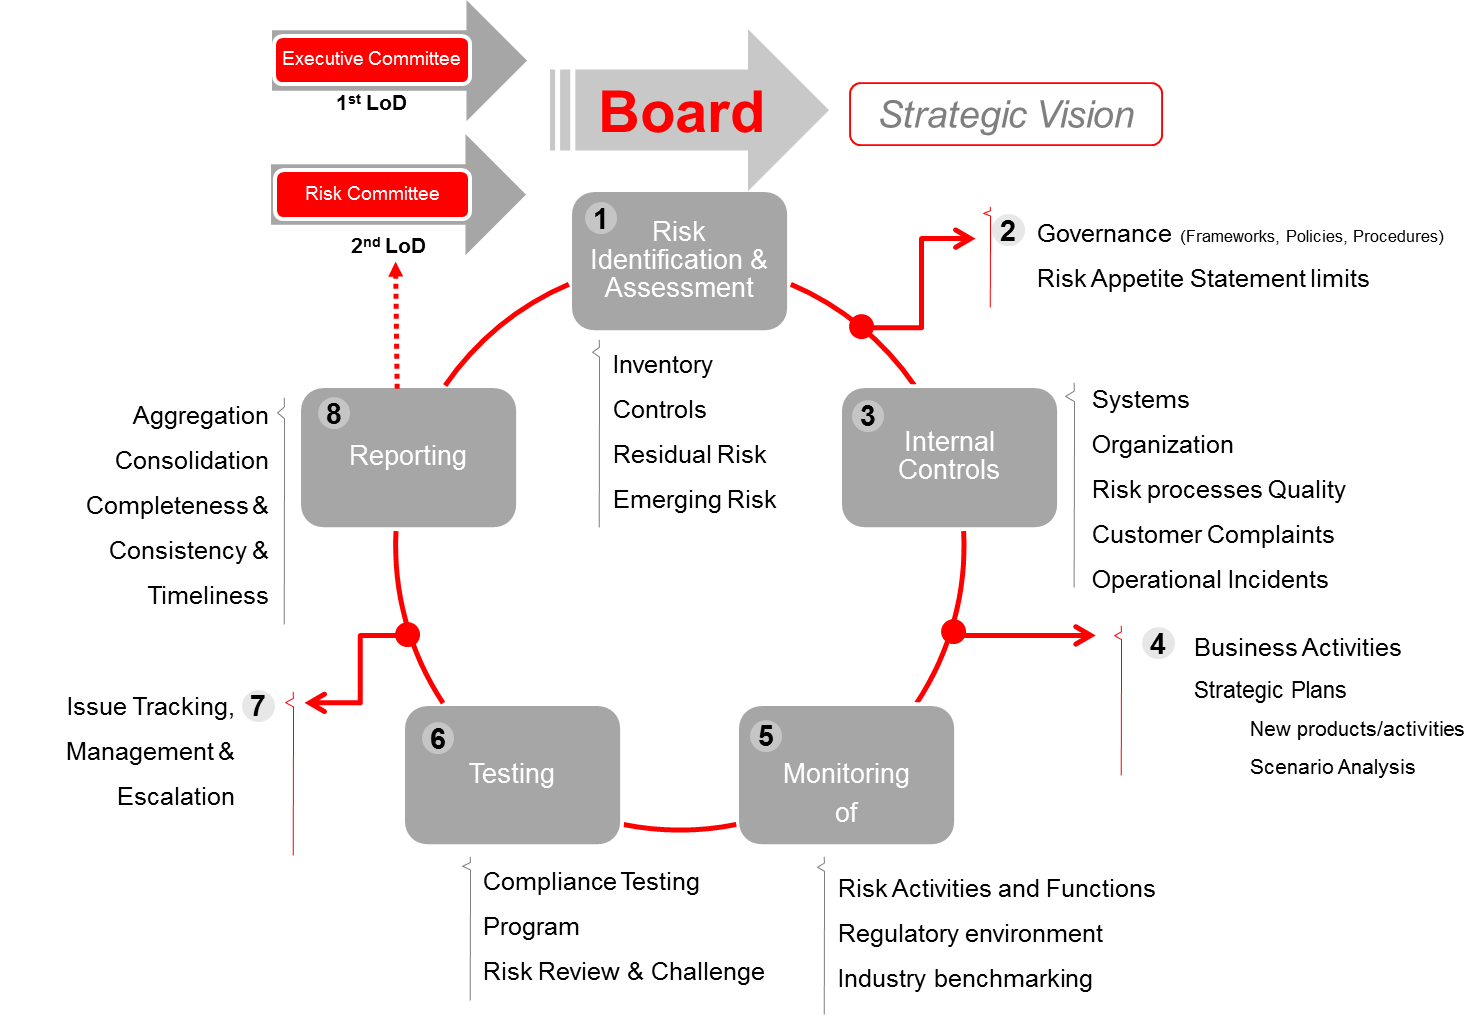 Executive Committee
1st LoD
Board
Strategic Vision
Risk Committee
2nd LoD
1
Risk
Identification &
Assessment
Inventory
Controls
Residual Risk
Emerging Risk
2
Governance (Frameworks, Policies, Procedures)
Risk Appetite Statement limits
3
Internal
Controls
Systems
Organization
Risk processes Quality
Customer Complaints
Operational Incidents
4
Business Activities
Strategic Plans
New products/activities
Scenario Analysis
5
Monitoring
of
Risk Activities and Functions
Regulatory environment
Industry benchmarking
6
Testing
Compliance Testing
Program
Risk Review & Challenge
Issue Tracking, 7
Management &
Escalation
8
Reporting
Aggregation
Consolidation
Completeness &
Consistency &
Timeliness